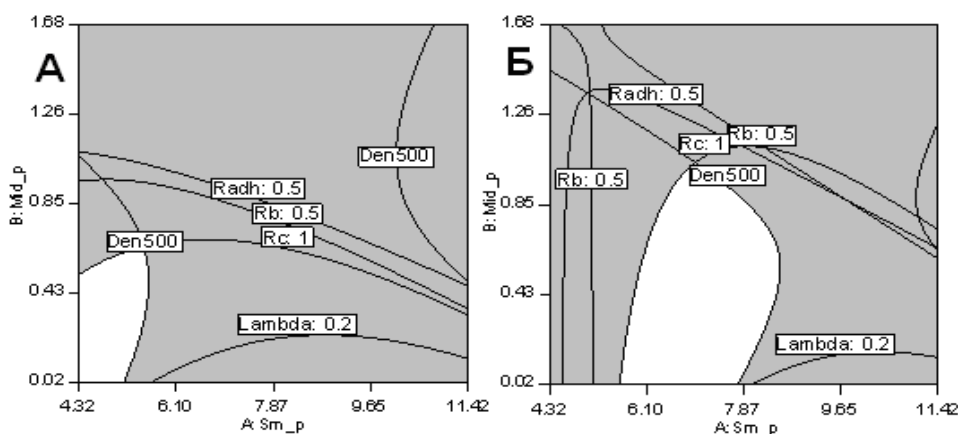 А
1.68
1.26
0.85
0.43
0.02
B: Mid_p
Den500
Radh: 0.5
Rb: 0.5
Rc: 1
Den500
Lambda: 0.2
4.32
6.10
7.87
9.65
11.42
A: Sm_p
Б
1.68
1.26
0.85
0.43
0.02
B: Mid_p
Radh: 0.5
Rb: 0.5
Rc: 1
Den500
Rb: 0.5
Lambda: 0.2
4.32
6.10
7.87
9.65
11.42
A: Sm_p